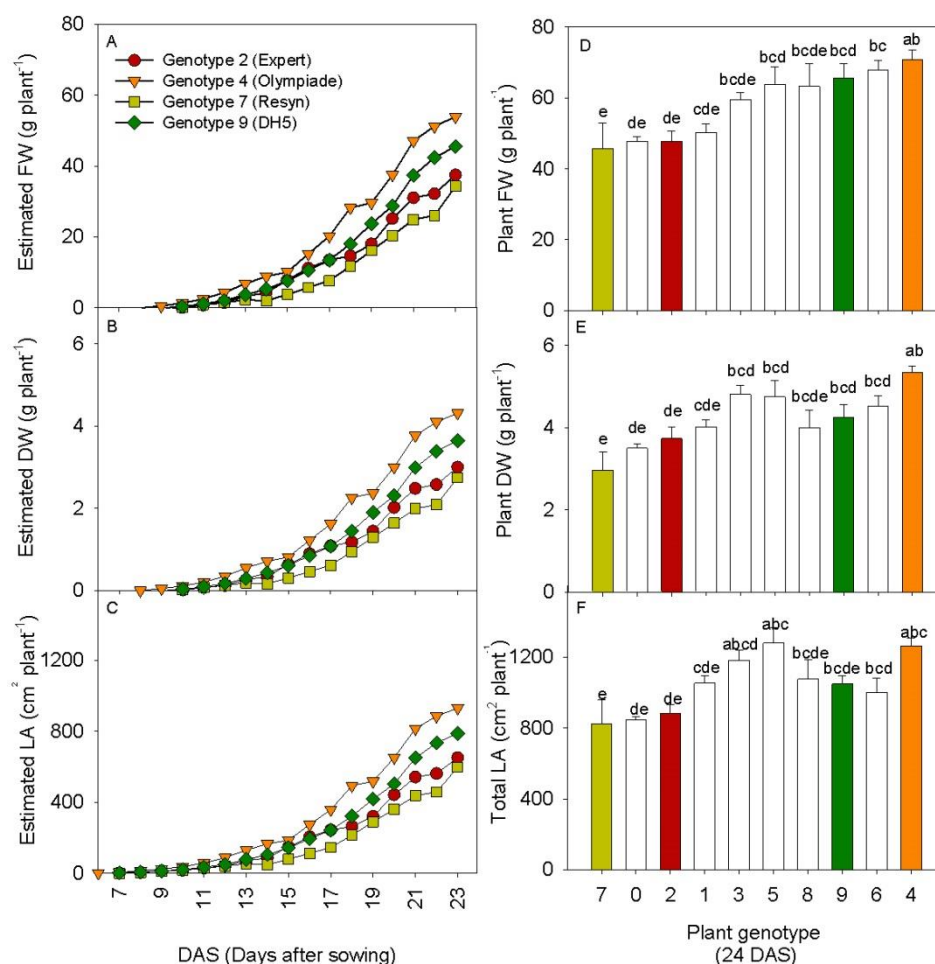 A
Genotype 2 (Expert)
Genotype 4 (Olympiade)
Genotype 7 (Resyn)
Genotype 9 (DH5)
Estimated FW (g plant⁻¹)
80
60
40
20
0
B
Estimated DW (g plant⁻¹)
6
4
2
0
C
Estimated LA (cm² plant⁻¹)
1200
800
400
0
7 9 11 13 15 17 19 21 23
DAS (Days after sowing)
D
Plant FW (g plant⁻¹)
80
60
40
20
0
e de de cde bcde bcd bcde bcd bc ab
E
Plant DW (g plant⁻¹)
6
4
2
0
e de de cde bcd bcd bcde bcd bcd ab
F
Total LA (cm² plant⁻¹)
1200
800
400
0
e de de cde abcd abc bcde bcde bcd abc
7 0 2 1 3 5 8 9 6 4
Plant genotype
(24 DAS)